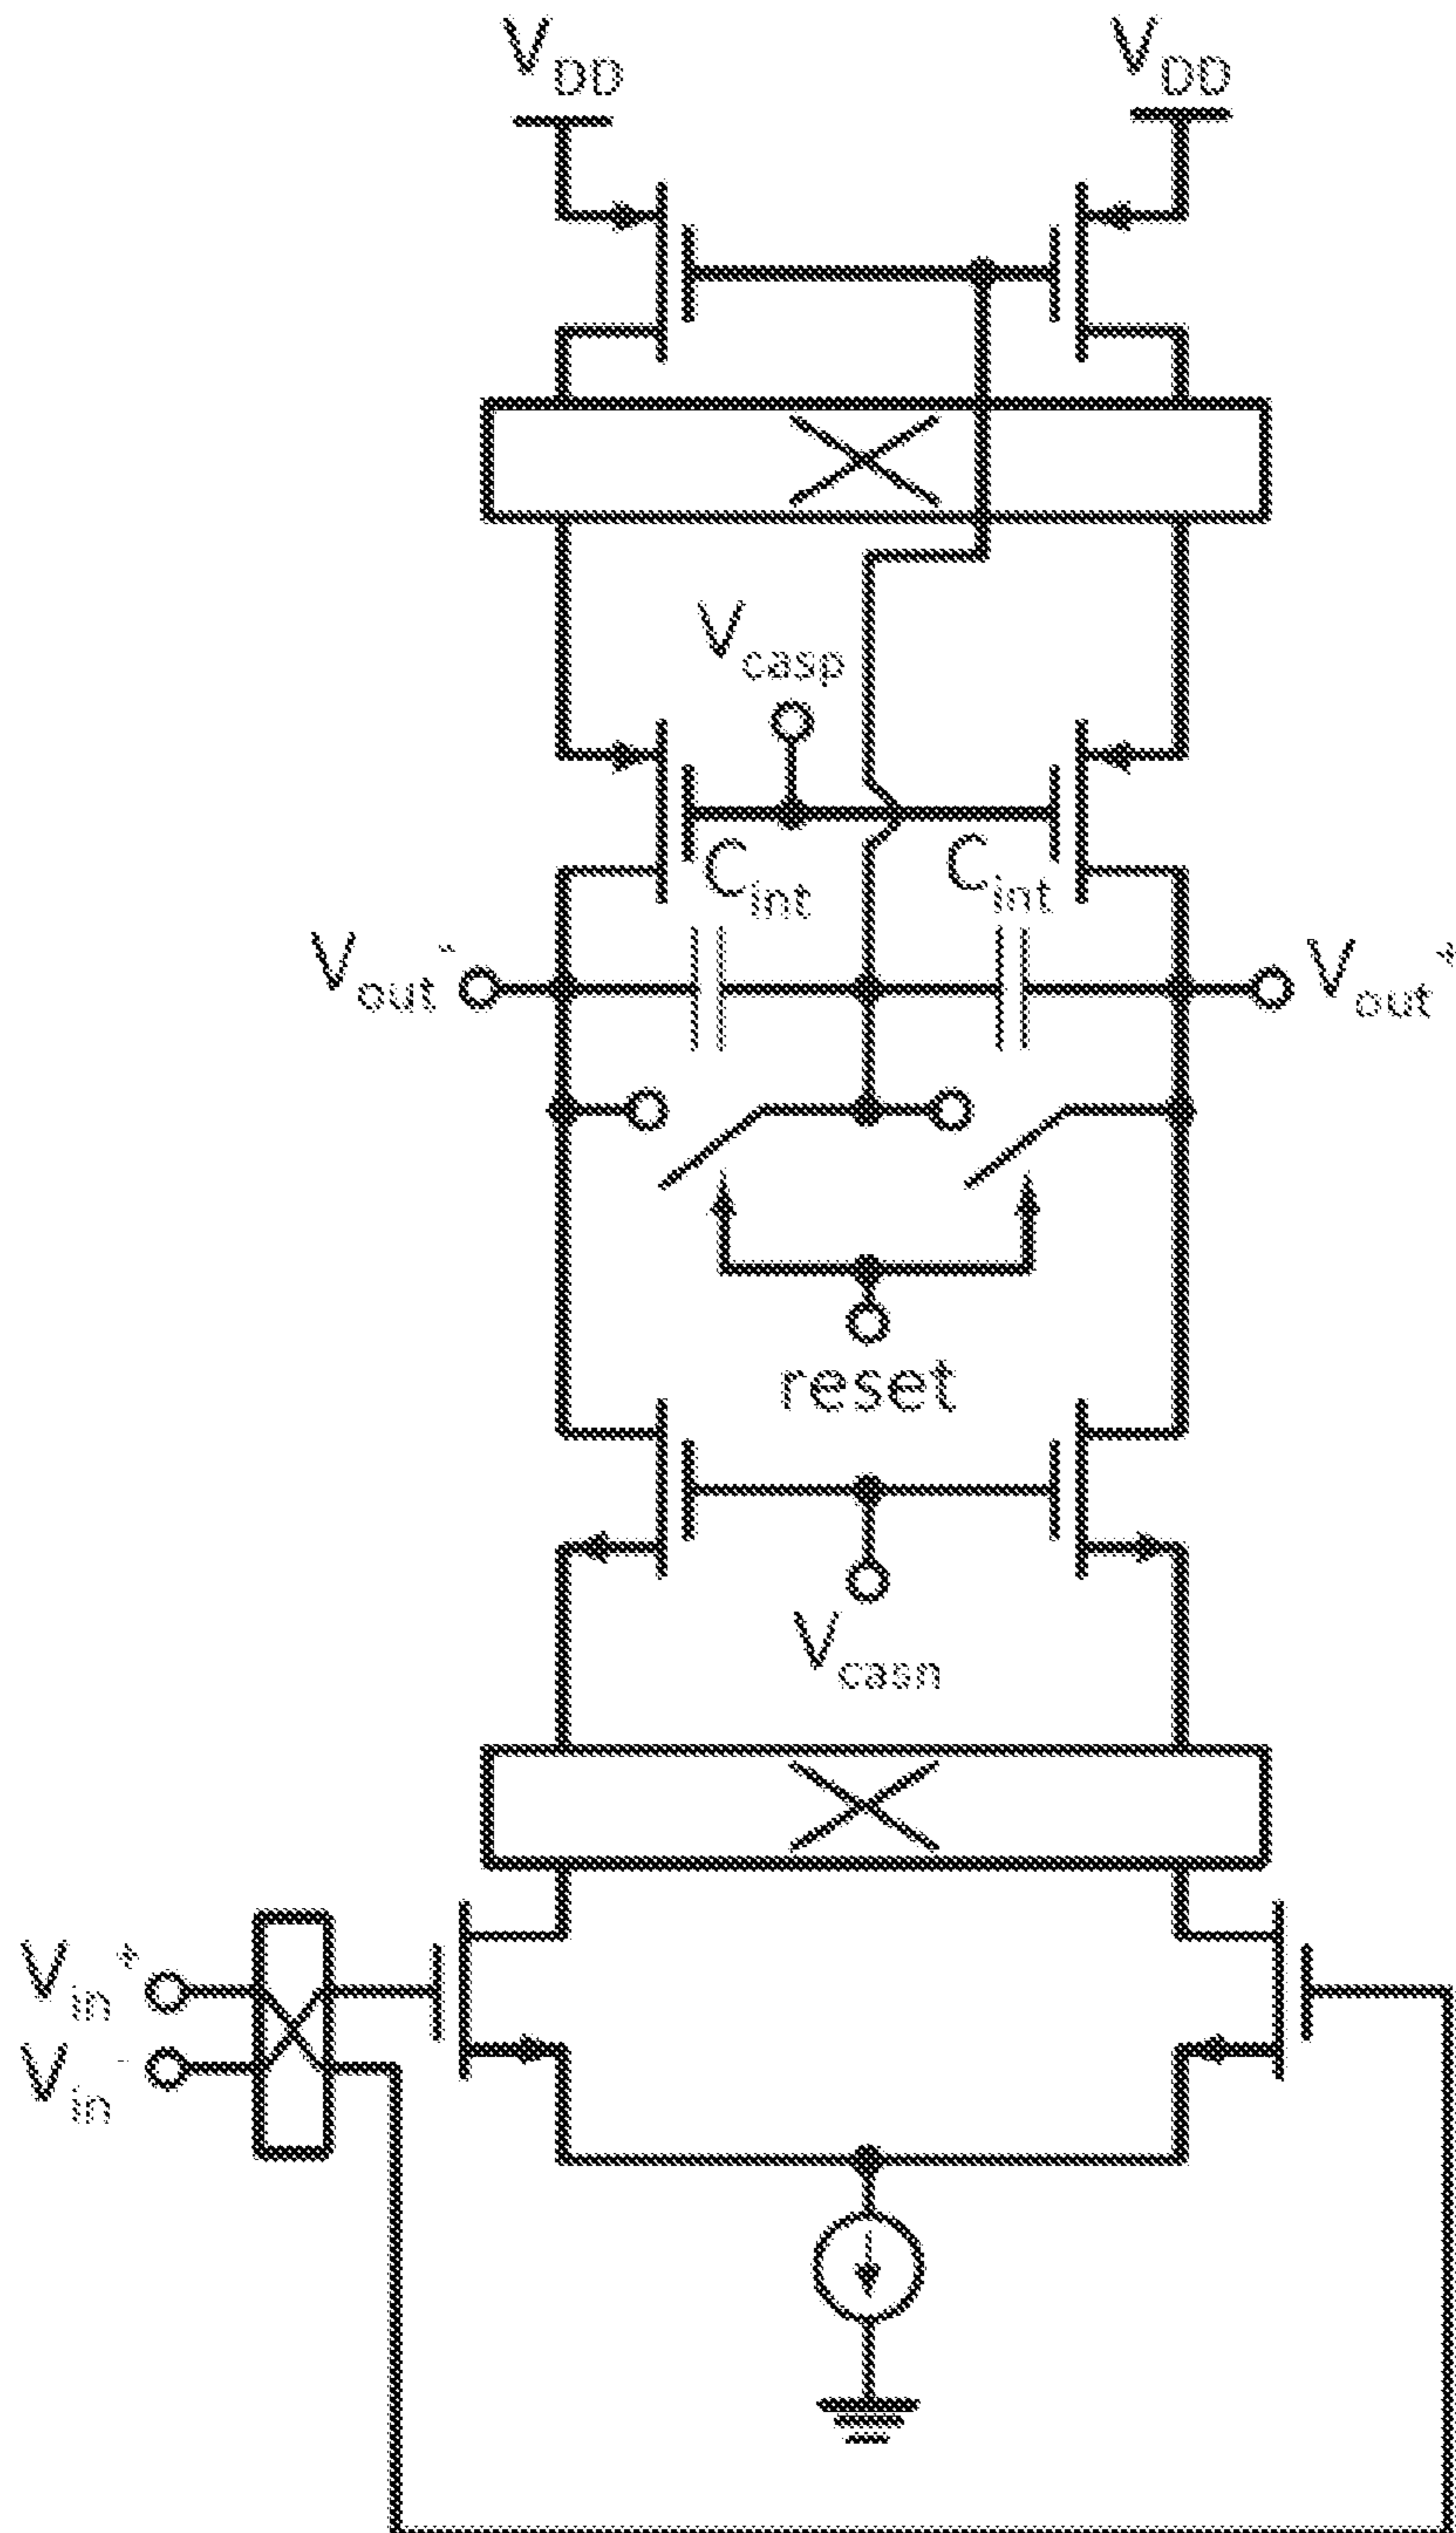 VDD VDD
Vcasp
Cint Cint
Vout- Vout+
reset
Vcasn
Vin+
Vin-